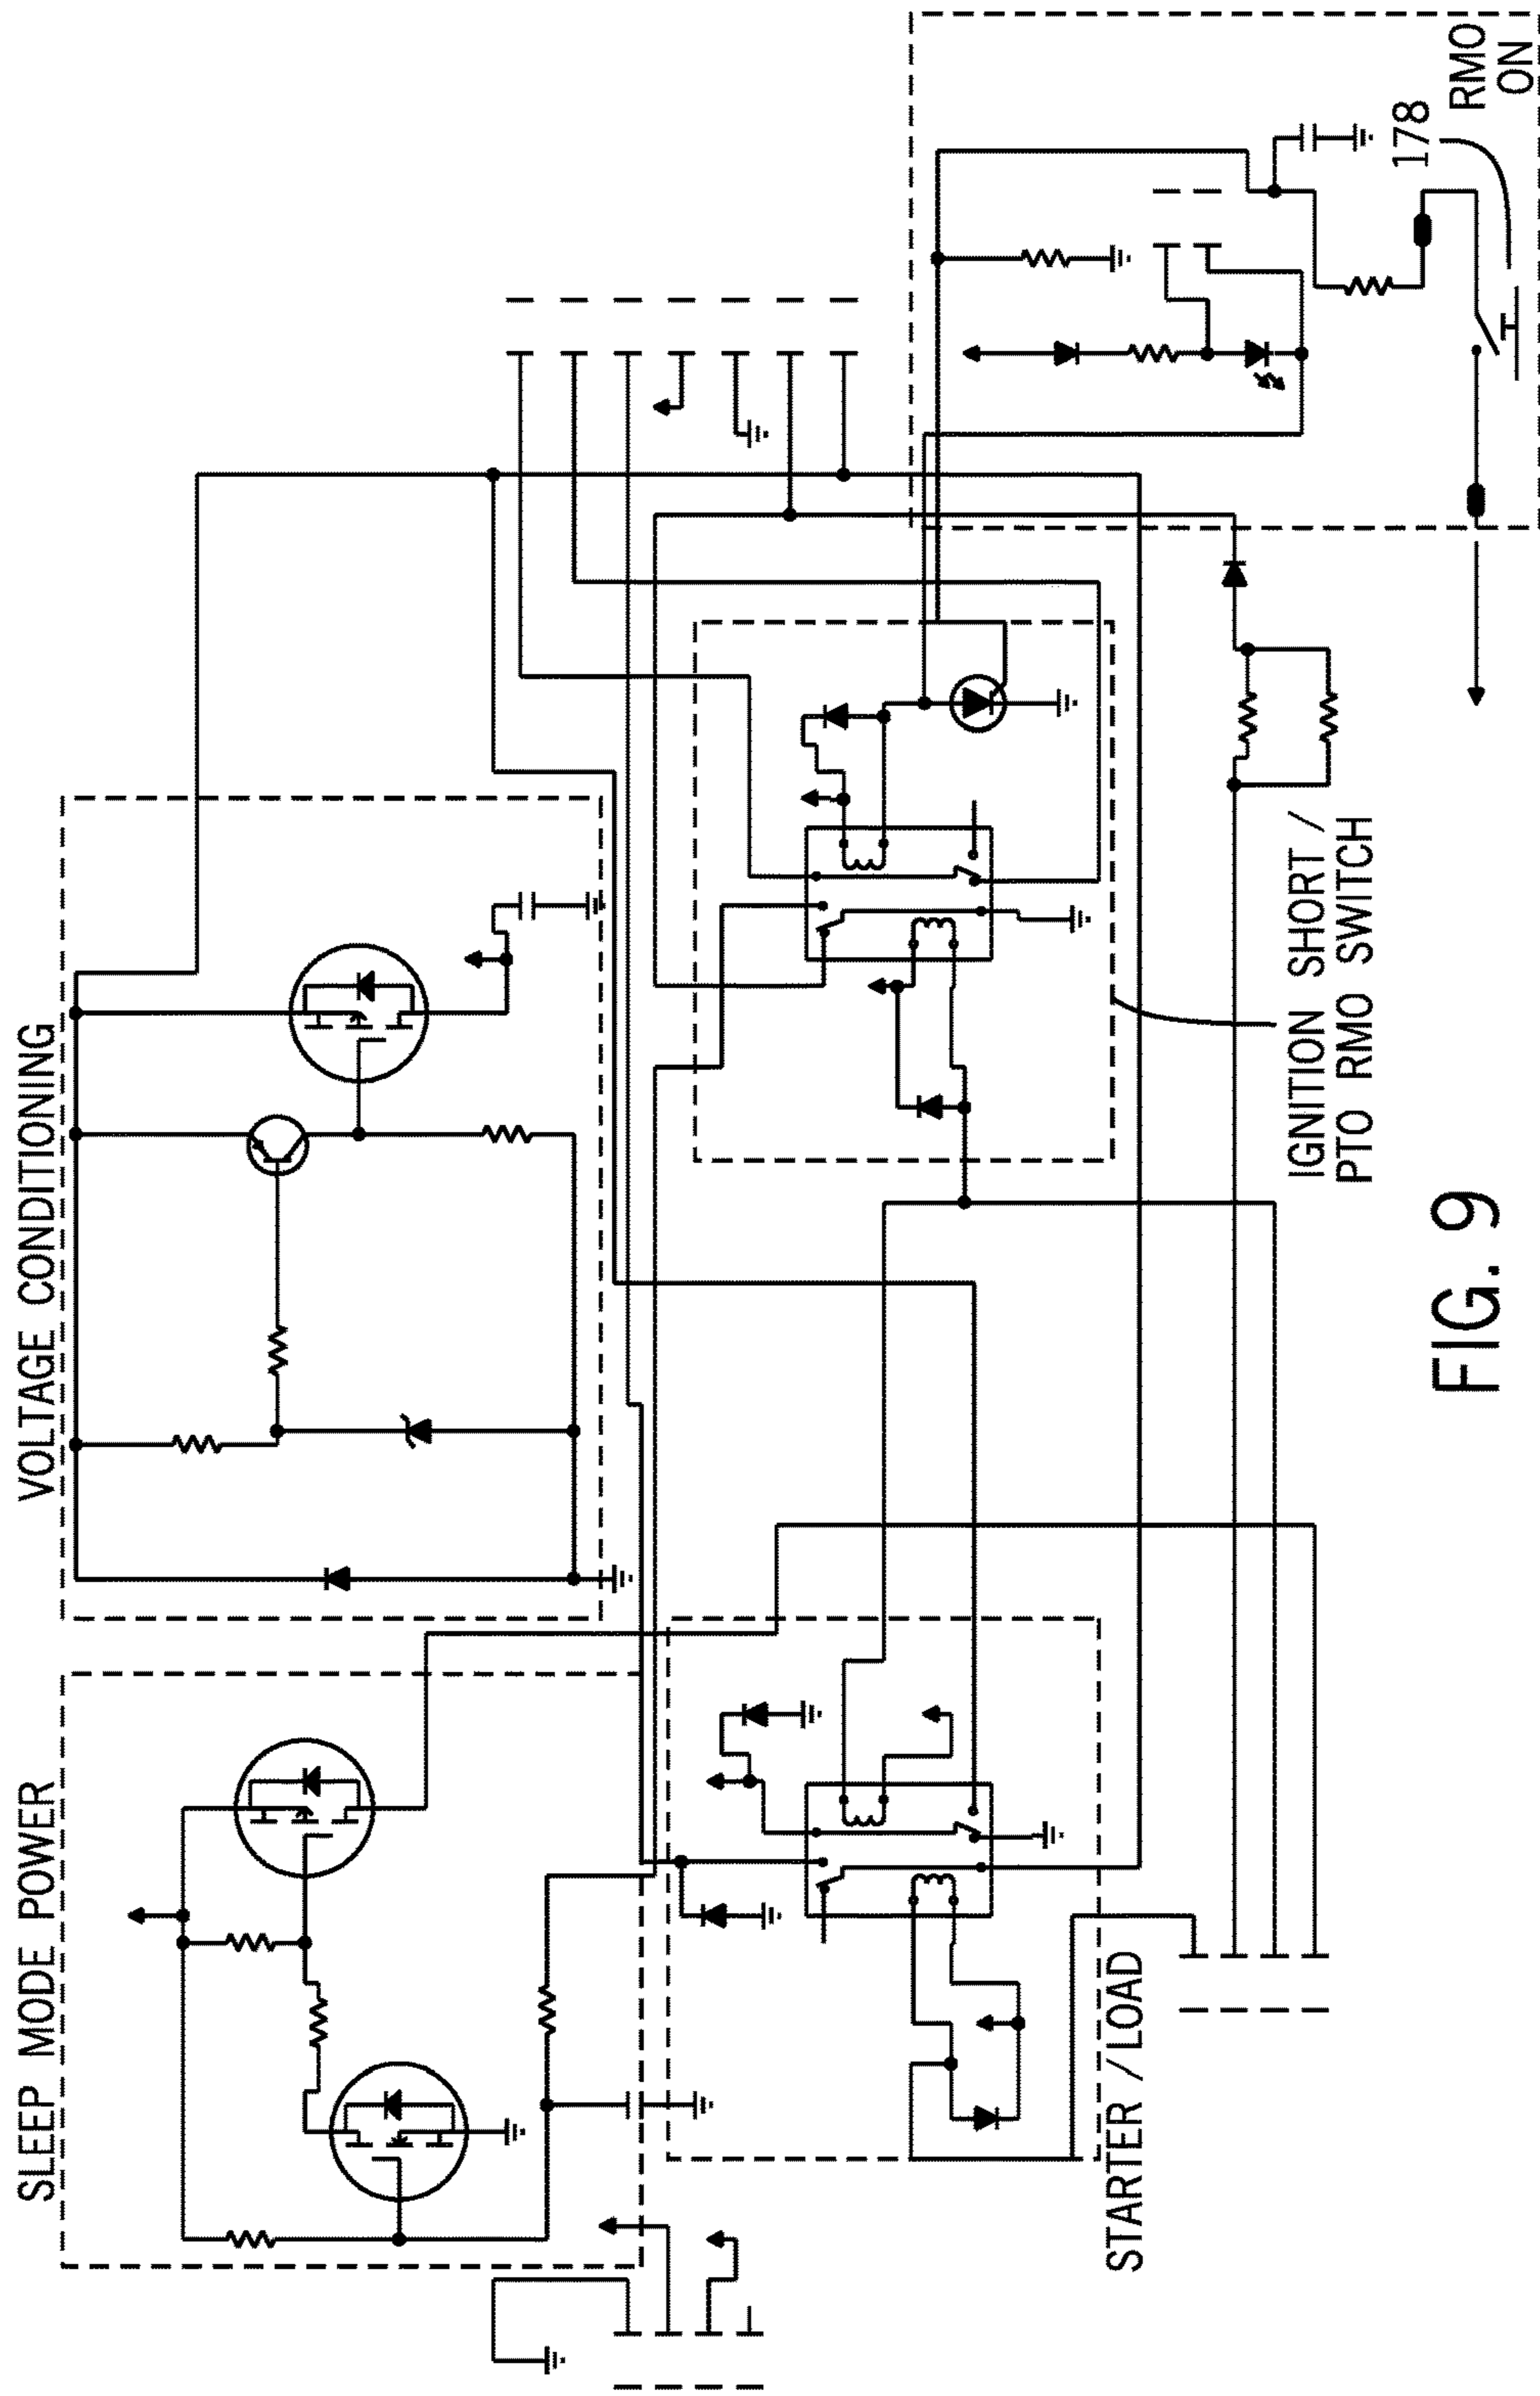 SLEEP MODE POWER
VOLTAGE CONDITIONING
STARTER / LOAD
IGNITION SHORT /
PTO RMO SWITCH
178
RMO
ON
FIG. 9